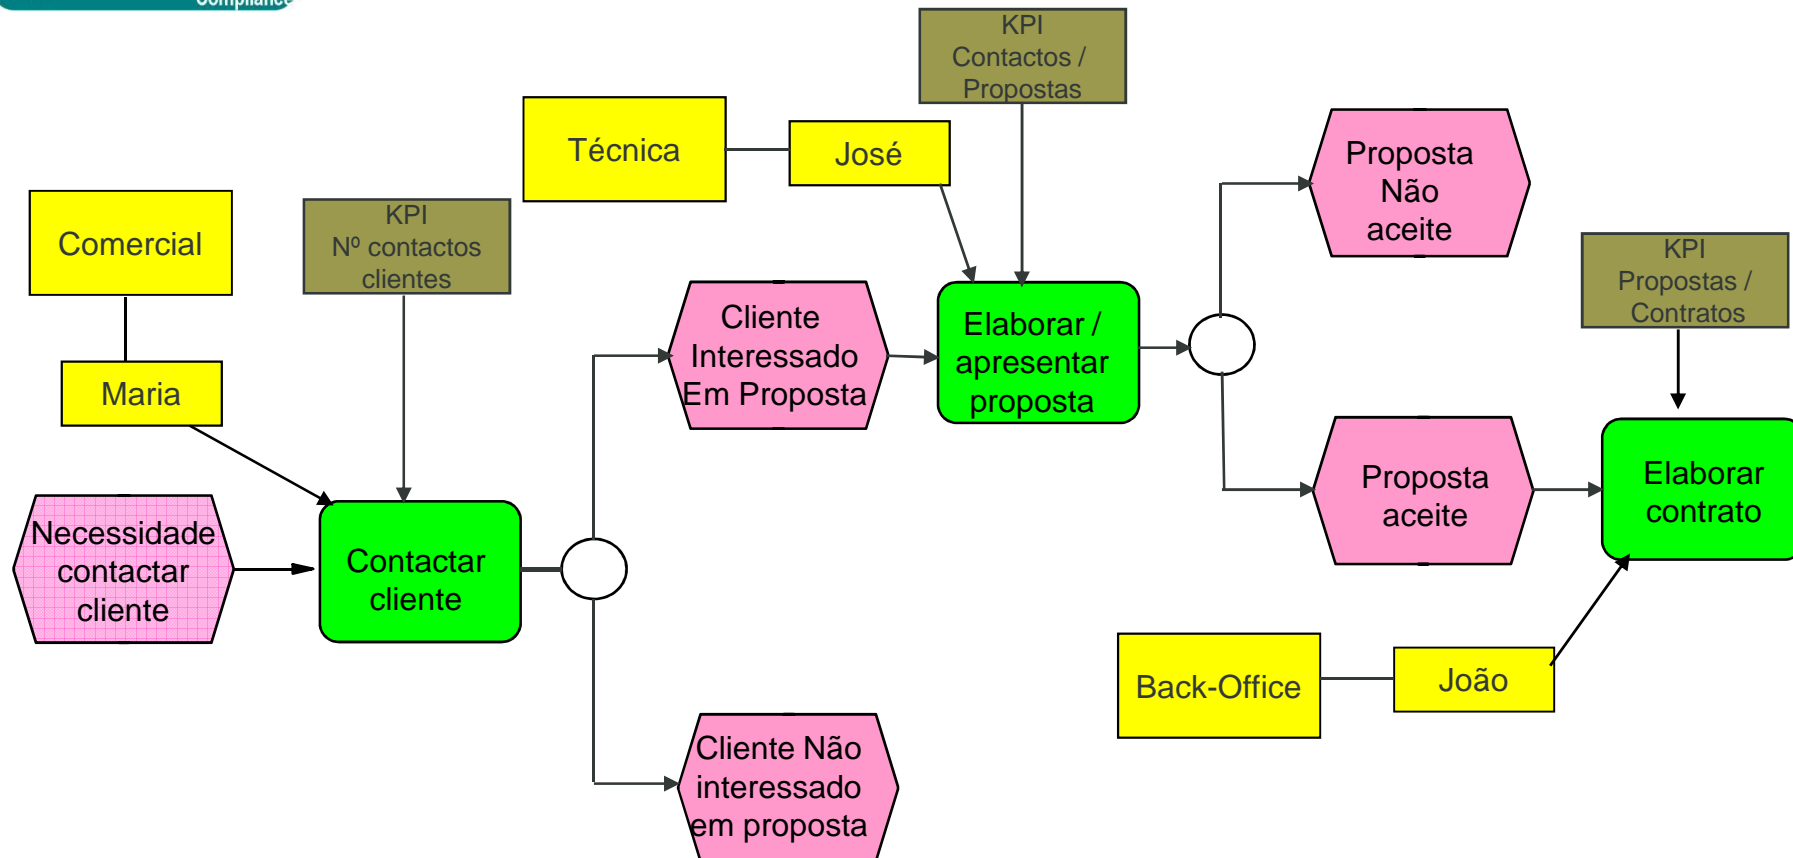 Compliance
KPI
Contactos /
Propostas
Técnica
José
Proposta
Não
aceite
Comercial
KPI
Nº contactos
clientes
KPI
Propostas /
Contratos
Maria
Cliente
Interessado
Em Proposta
Elaborar /
apresentar
proposta
Necessidade
contactar
cliente
Contactar
cliente
Proposta
aceite
Elaborar
contrato
Back-Office
João
Cliente Não
interessado
em proposta